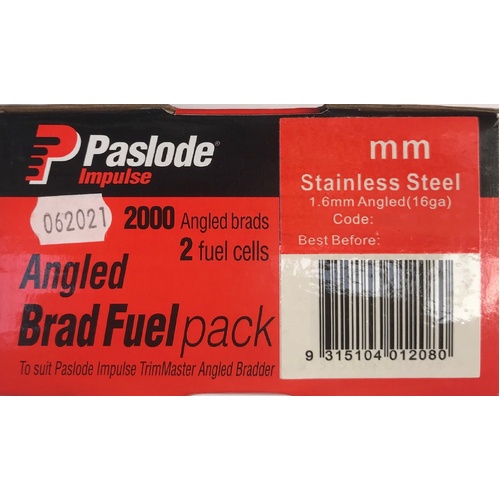 Paslode®
Impulse
062021
2000 Angled brads
2 fuel cells
Angled
Brad Fuel pack
To suit Paslode Impulse TrimMaster Angled Bradder
mm
Stainless Steel
1.6mm Angled(16ga)
Code:
Best Before:
9 315104 012080